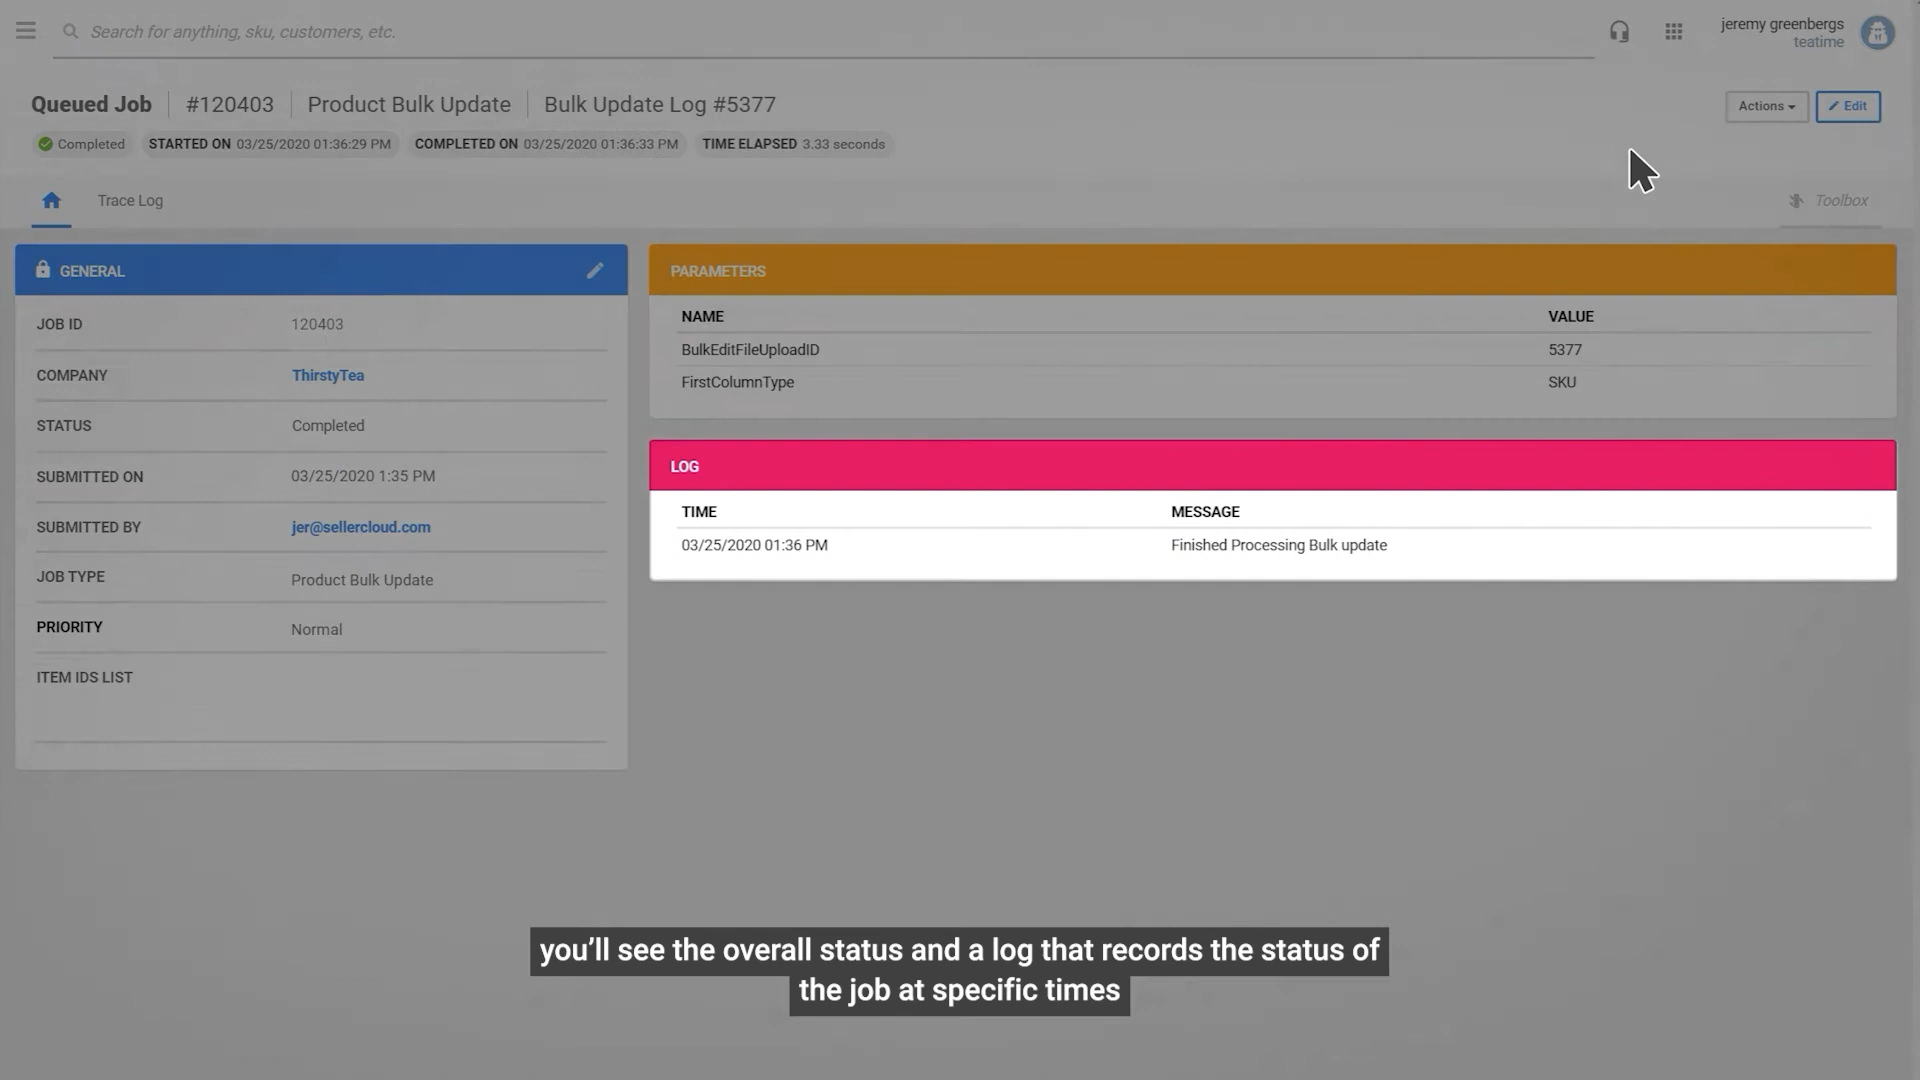 Search for anything, sku, customers, etc.
jeremy greenbergs
teatime
Queued Job #120403 Product Bulk Update Bulk Update Log #5377
Actions Edit
Completed STARTED ON 03/25/2020 01:36:29 PM COMPLETED ON 03/25/2020 01:36:33 PM TIME ELAPSED 3.33 seconds
Trace Log
Toolbox
GENERAL
JOB ID 120403
COMPANY ThirstyTea
STATUS Completed
SUBMITTED ON 03/25/2020 1:35 PM
SUBMITTED BY jer@sellercloud.com
JOB TYPE Product Bulk Update
PRIORITY Normal
ITEM IDS LIST
PARAMETERS
NAME VALUE
BulkEditFileUploadID 5377
FirstColumnType SKU
LOG
TIME MESSAGE
03/25/2020 01:36 PM Finished Processing Bulk update
you’ll see the overall status and a log that records the status of
the job at specific times